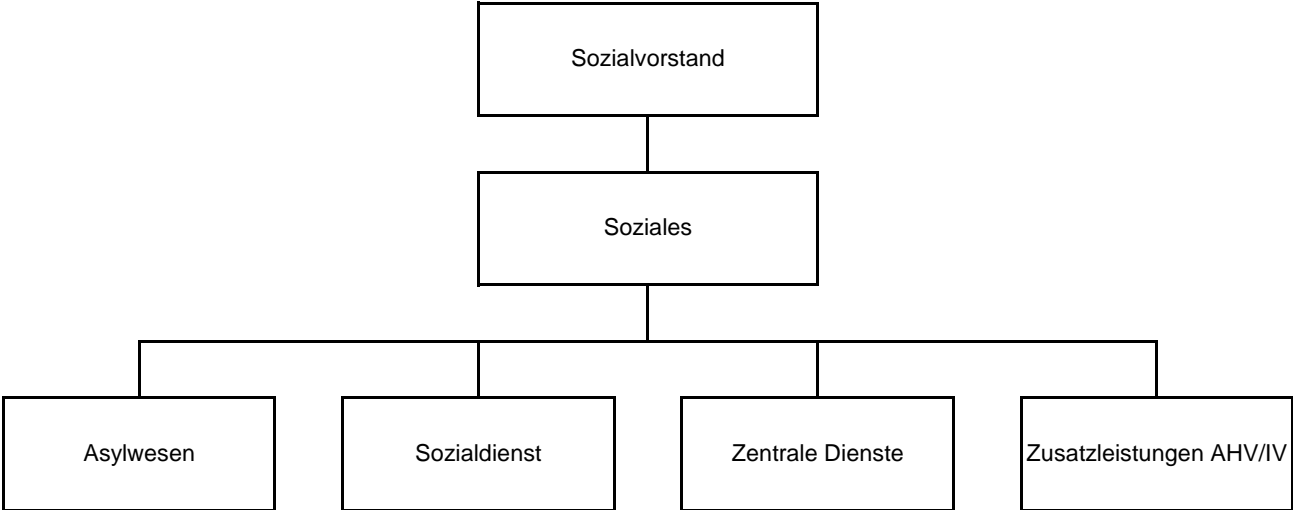 Sozialvorstand
Soziales
Asylwesen
Sozialdienst
Zentrale Dienste
Zusatzleistungen AHV/IV